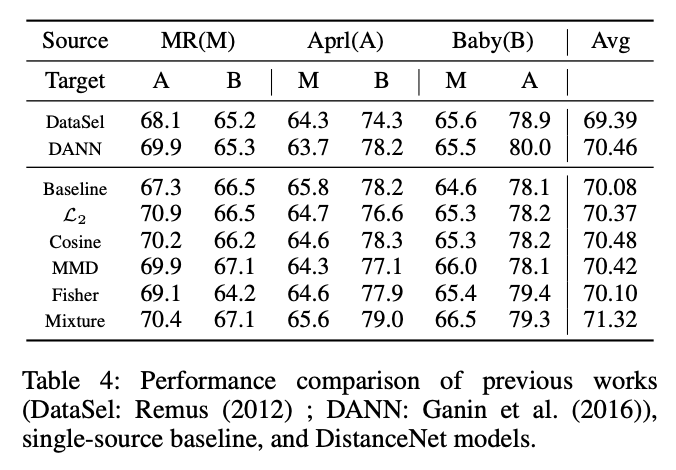 Source MR(M) Aprl(A) Baby(B) Avg
Target A B M B M A
DataSel 68.1 65.2 64.3 74.3 65.6 78.9 69.39
DANN 69.9 65.3 63.7 78.2 65.5 80.0 70.46
Baseline 67.3 66.5 65.8 78.2 64.6 78.1 70.08
ℒ₂ 70.9 66.5 64.7 76.6 65.3 78.2 70.37
Cosine 70.2 66.2 64.6 78.3 65.3 78.2 70.48
MMD 69.9 67.1 64.3 77.1 66.0 78.1 70.42
Fisher 69.1 64.2 64.6 77.9 65.4 79.4 70.10
Mixture 70.4 67.1 65.6 79.0 66.5 79.3 71.32
Table 4: Performance comparison of previous works
(DataSel: Remus (2012) ; DANN: Ganin et al. (2016)),
single-source baseline, and DistanceNet models.